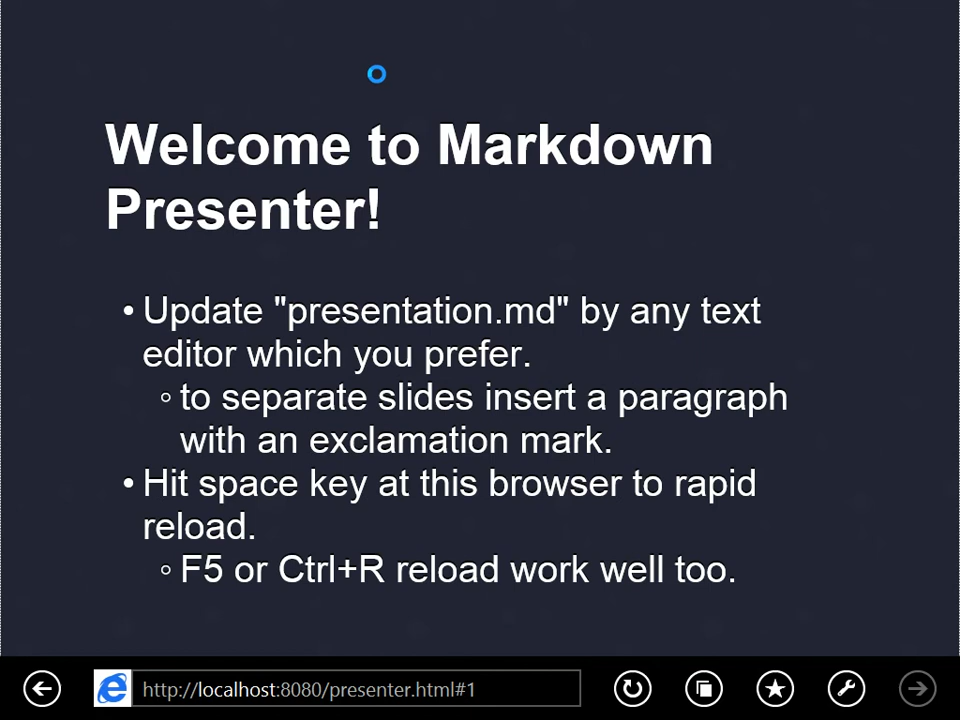 Welcome to Markdown
Presenter!
• Update "presentation.md" by any text
editor which you prefer.
◦ to separate slides insert a paragraph
with an exclamation mark.
• Hit space key at this browser to rapid
reload.
◦ F5 or Ctrl+R reload work well too.
http://localhost:8080/presenter.html#1